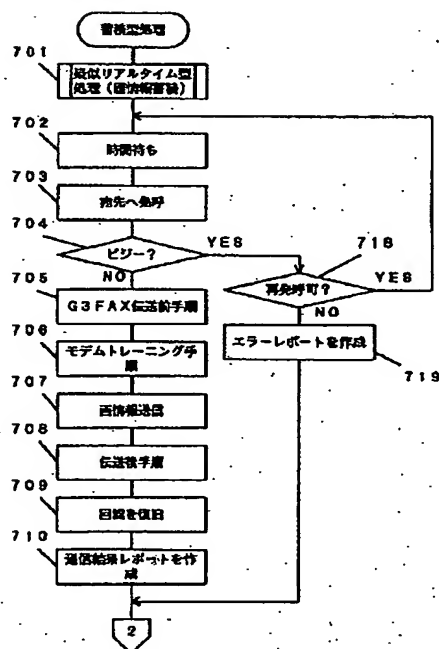 蓄積型処理
701
疑似リアルタイム型
処理（画情報蓄積）
702
時間待ち
703
宛先へ発呼
704
ビジー？
YES
NO
718
再発呼可？
YES
NO
705
G3FAX伝送前手順
エラーレポートを作成
719
706
モデムトレーニング手
順
707
画情報送信
708
伝送後手順
709
回線を復旧
710
通信結果レポートを作
成
2